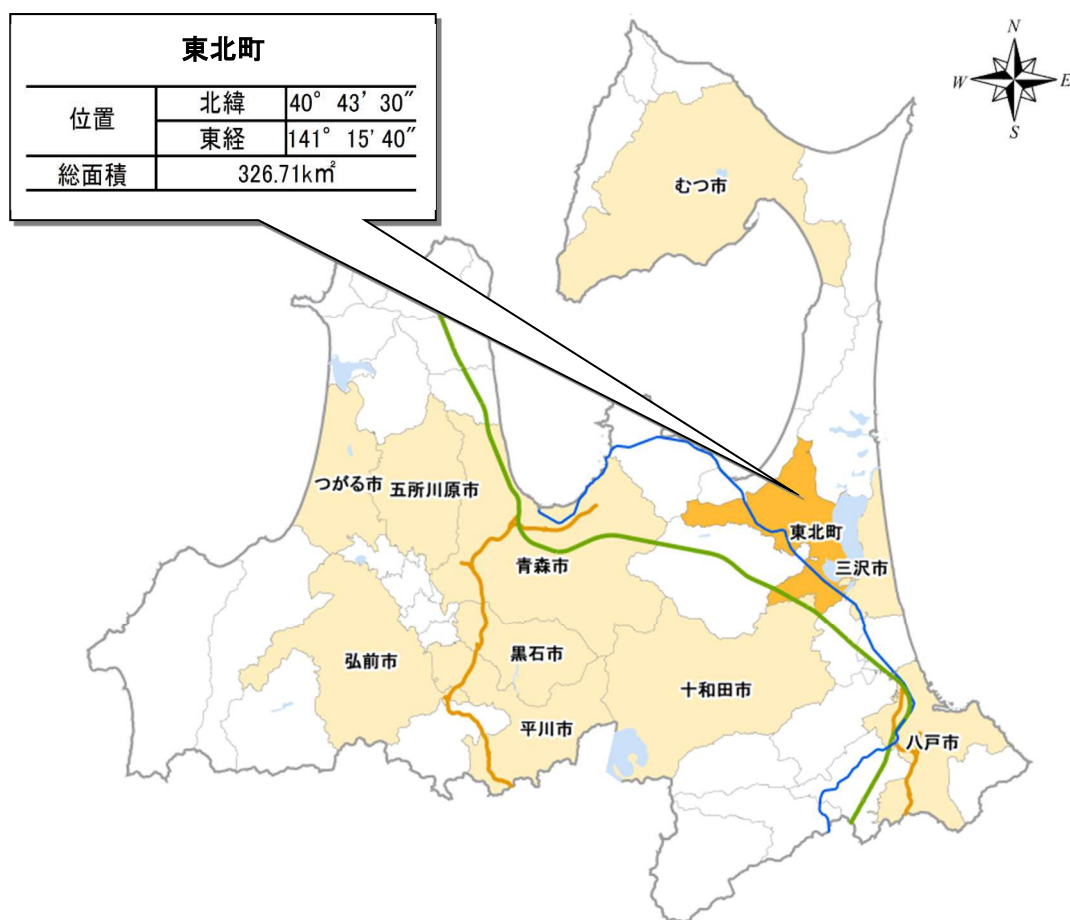 東北町
位置 北緯 40° 43′ 30″
東経 141° 15′ 40″
総面積 326.71k㎡
N
W E
S
むつ市
つがる市
五所川原市
東北町
青森市
三沢市
黒石市
弘前市
十和田市
平川市
八戸市